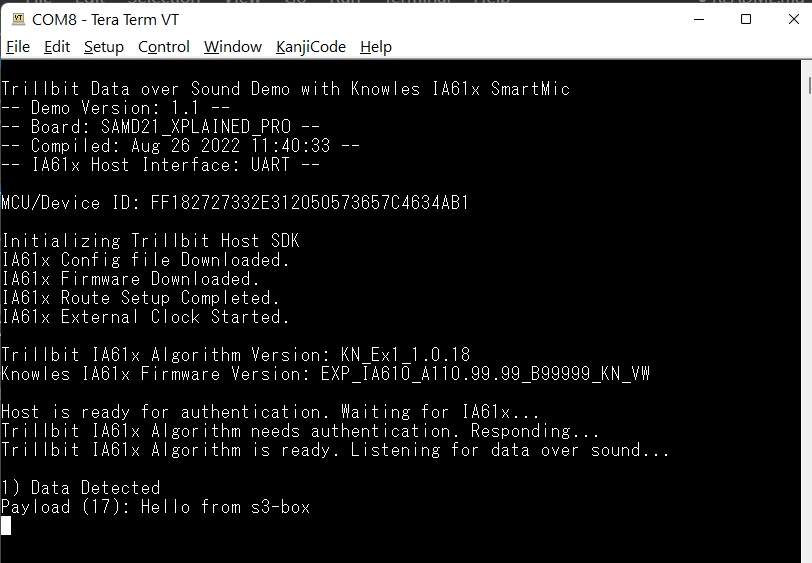 COM8 - Tera Term VT
File Edit Setup Control Window KanjiCode Help
Trillbit Data over Sound Demo with Knowles IA61x SmartMic
-- Demo Version: 1.1 --
-- Board: SAMD21_XPLAINED_PRO --
-- Compiled: Aug 26 2022 11:40:33 --
-- IA61x Host Interface: UART --
MCU/Device ID: FF182727332E312050573657C4634AB1
Initializing Trillbit Host SDK
IA61x Config file Downloaded.
IA61x Firmware Downloaded.
IA61x Route Setup Completed.
IA61x External Clock Started.
Trillbit IA61x Algorithm Version: KN_Ex1_1.0.18
Knowles IA61x Firmware Version: EXP_IA610_A110.99.99_B99999_KN_VW
Host is ready for authentication. Waiting for IA61x...
Trillbit IA61x Algorithm needs authentication. Responding...
Trillbit IA61x Algorithm is ready. Listening for data over sound...
1) Data Detected
Payload (17): Hello from s3-box